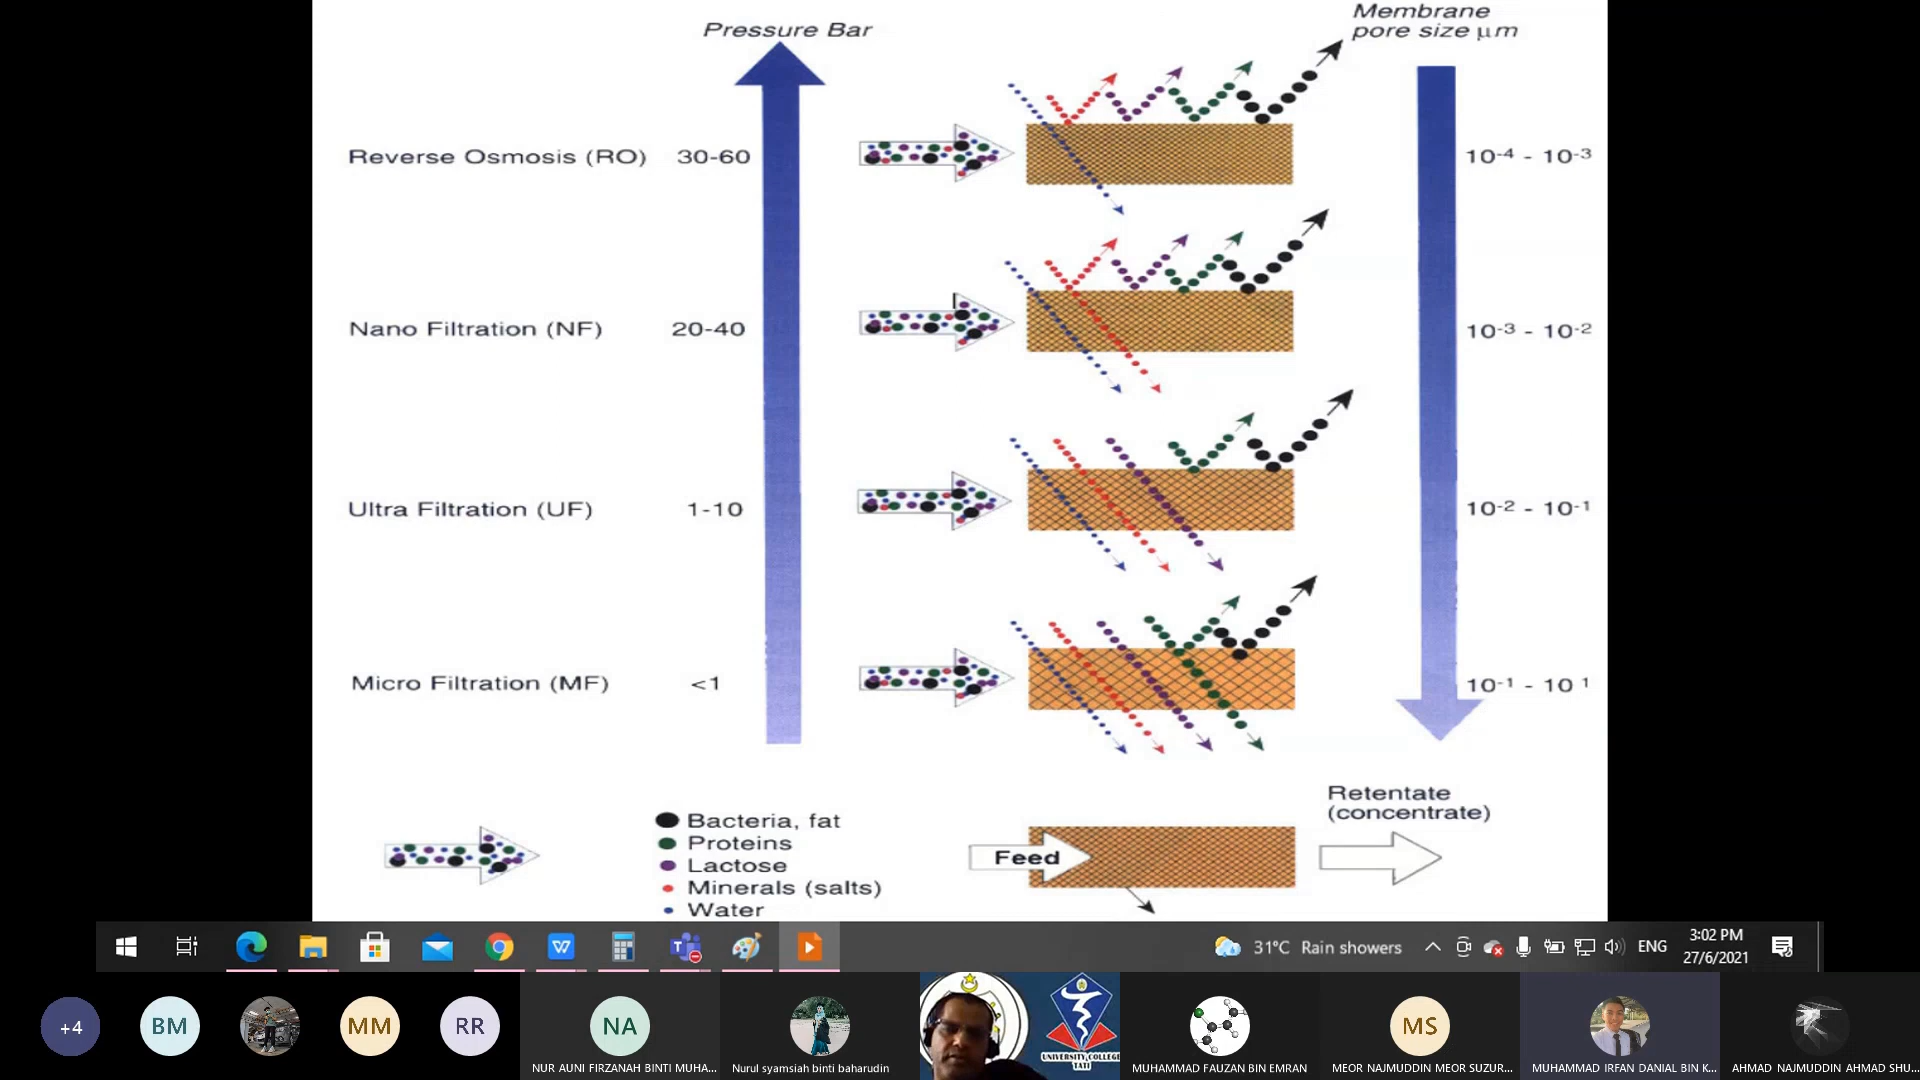 Pressure Bar
Membrane
pore size μm
Reverse Osmosis (RO) 30-60
10-4 - 10-3
Nano Filtration (NF) 20-40
10-3 - 10-2
Ultra Filtration (UF) 1-10
10-2 - 10-1
Micro Filtration (MF) <1
10-1 - 10 1
Bacteria, fat
Proteins
Lactose
Minerals (salts)
Water
Feed
Retentate
(concentrate)
31°C Rain showers
ENG
3:02 PM
27/6/2021
+4
BM
MM
RR
NA
NUR AUNI FIRZANAH BINTI MUHA...
Nurul syamsiah binti baharudin
UNIVERSITY COLLEGE
TATI
MUHAMMAD FAUZAN BIN EMRAN
MS
MEOR NAJMUDDIN MEOR SUZUR...
MUHAMMAD IRFAN DANIAL BIN K...
AHMAD NAJMUDDIN AHMAD SHU...